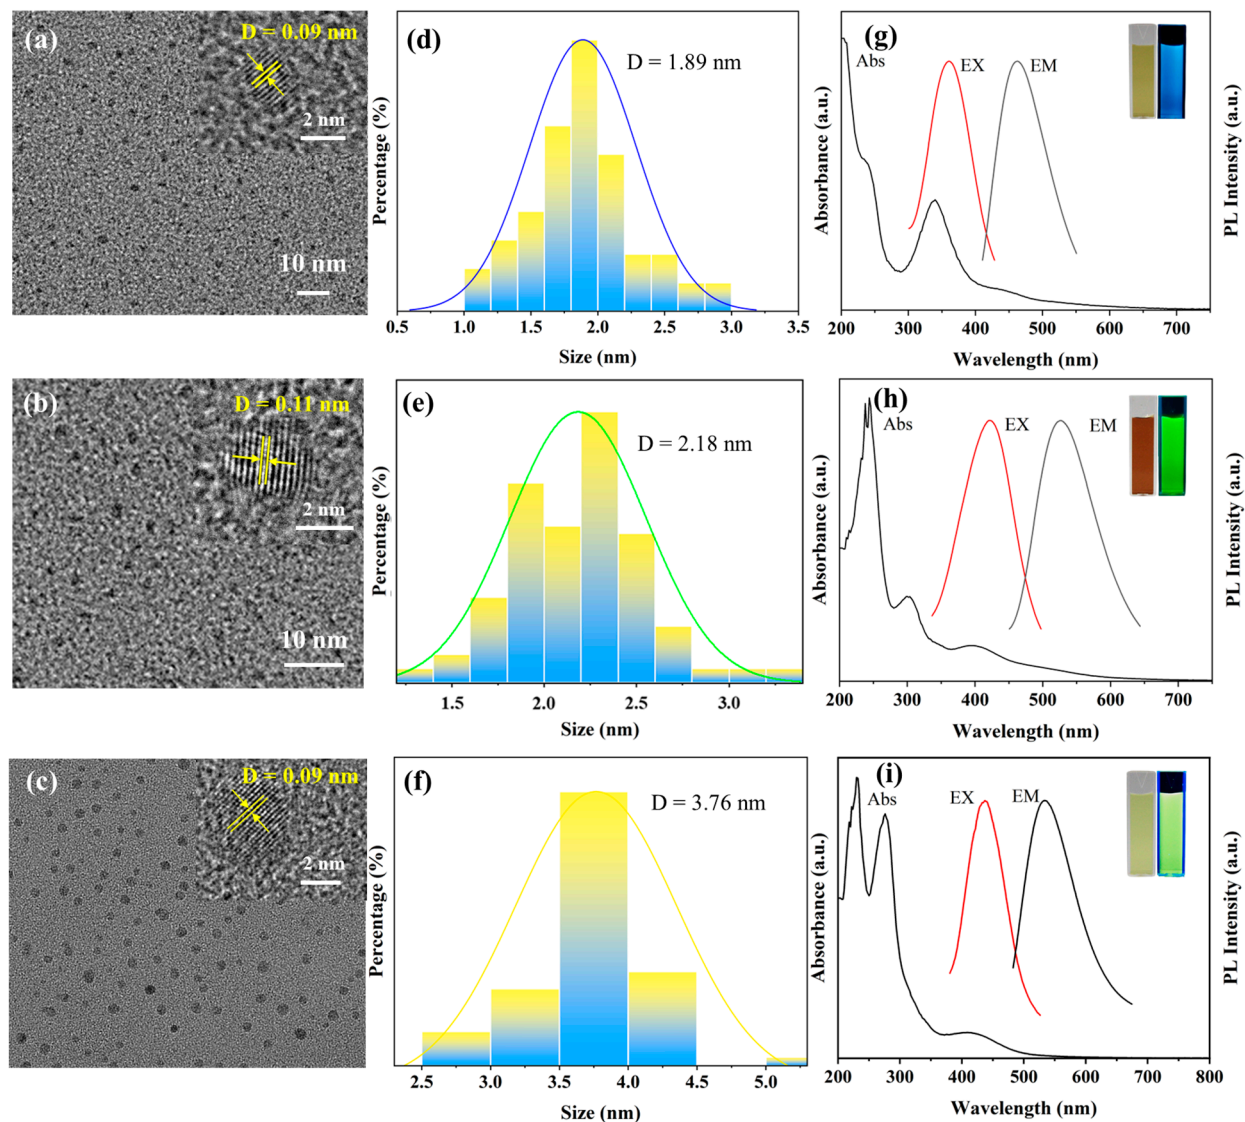 (a)
D = 0.09 nm
2 nm
10 nm
(d)
D = 1.89 nm
Percentage (%)
0.5 1.0 1.5 2.0 2.5 3.0 3.5
Size (nm)
(g)
Abs
EX
EM
Absorbance (a.u.)
PL Intensity (a.u.)
200 300 400 500 600 700
Wavelength (nm)
(b)
D = 0.11 nm
2 nm
10 nm
(e)
D = 2.18 nm
Percentage (%)
1.5 2.0 2.5 3.0
Size (nm)
(h)
Abs
EX
EM
Absorbance (a.u.)
PL Intensity (a.u.)
200 300 400 500 600 700
Wavelength (nm)
(c)
D = 0.09 nm
2 nm
(f)
D = 3.76 nm
Percentage (%)
2.5 3.0 3.5 4.0 4.5 5.0
Size (nm)
(i)
Abs
EX
EM
Absorbance (a.u.)
PL Intensity (a.u.)
200 300 400 500 600 700 800
Wavelength (nm)